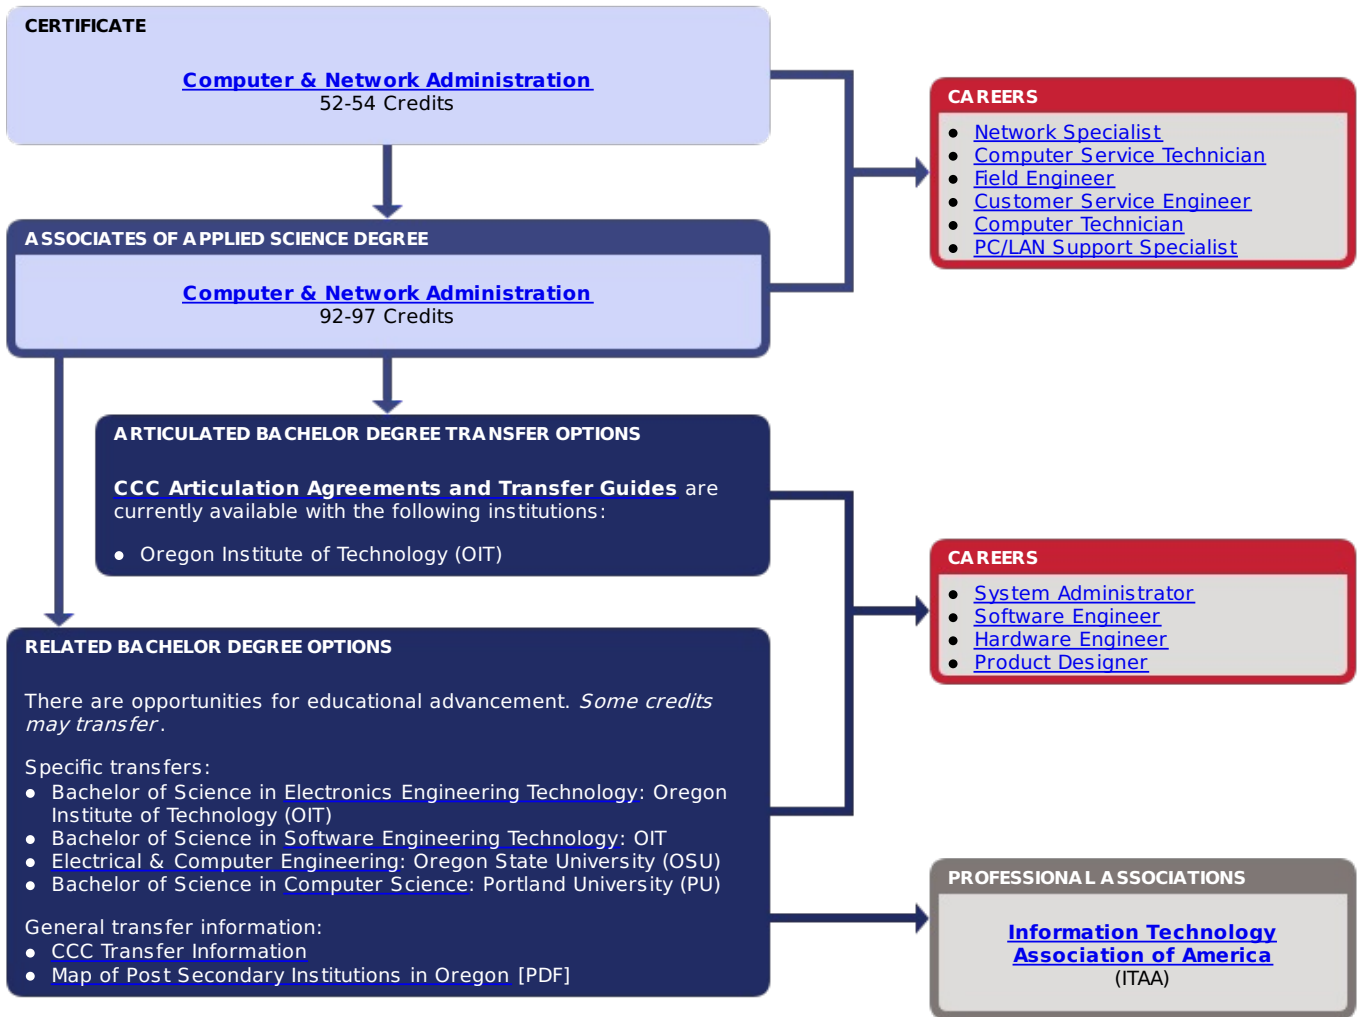 CERTIFICATE
Computer & Network Administration
52-54 Credits
ASSOCIATES OF APPLIED SCIENCE DEGREE
Computer & Network Administration
92-97 Credits
ARTICULATED BACHELOR DEGREE TRANSFER OPTIONS
CCC Articulation Agreements and Transfer Guides are
currently available with the following institutions:
● Oregon Institute of Technology (OIT)
RELATED BACHELOR DEGREE OPTIONS
There are opportunities for educational advancement. Some credits
may transfer.
Specific transfers:
● Bachelor of Science in Electronics Engineering Technology: Oregon
Institute of Technology (OIT)
● Bachelor of Science in Software Engineering Technology: OIT
● Electrical & Computer Engineering: Oregon State University (OSU)
● Bachelor of Science in Computer Science: Portland University (PU)
General transfer information:
● CCC Transfer Information
● Map of Post Secondary Institutions in Oregon [PDF]
CAREERS
● Network Specialist
● Computer Service Technician
● Field Engineer
● Customer Service Engineer
● Computer Technician
● PC/LAN Support Specialist
CAREERS
● System Administrator
● Software Engineer
● Hardware Engineer
● Product Designer
PROFESSIONAL ASSOCIATIONS
Information Technology
Association of America
(ITAA)